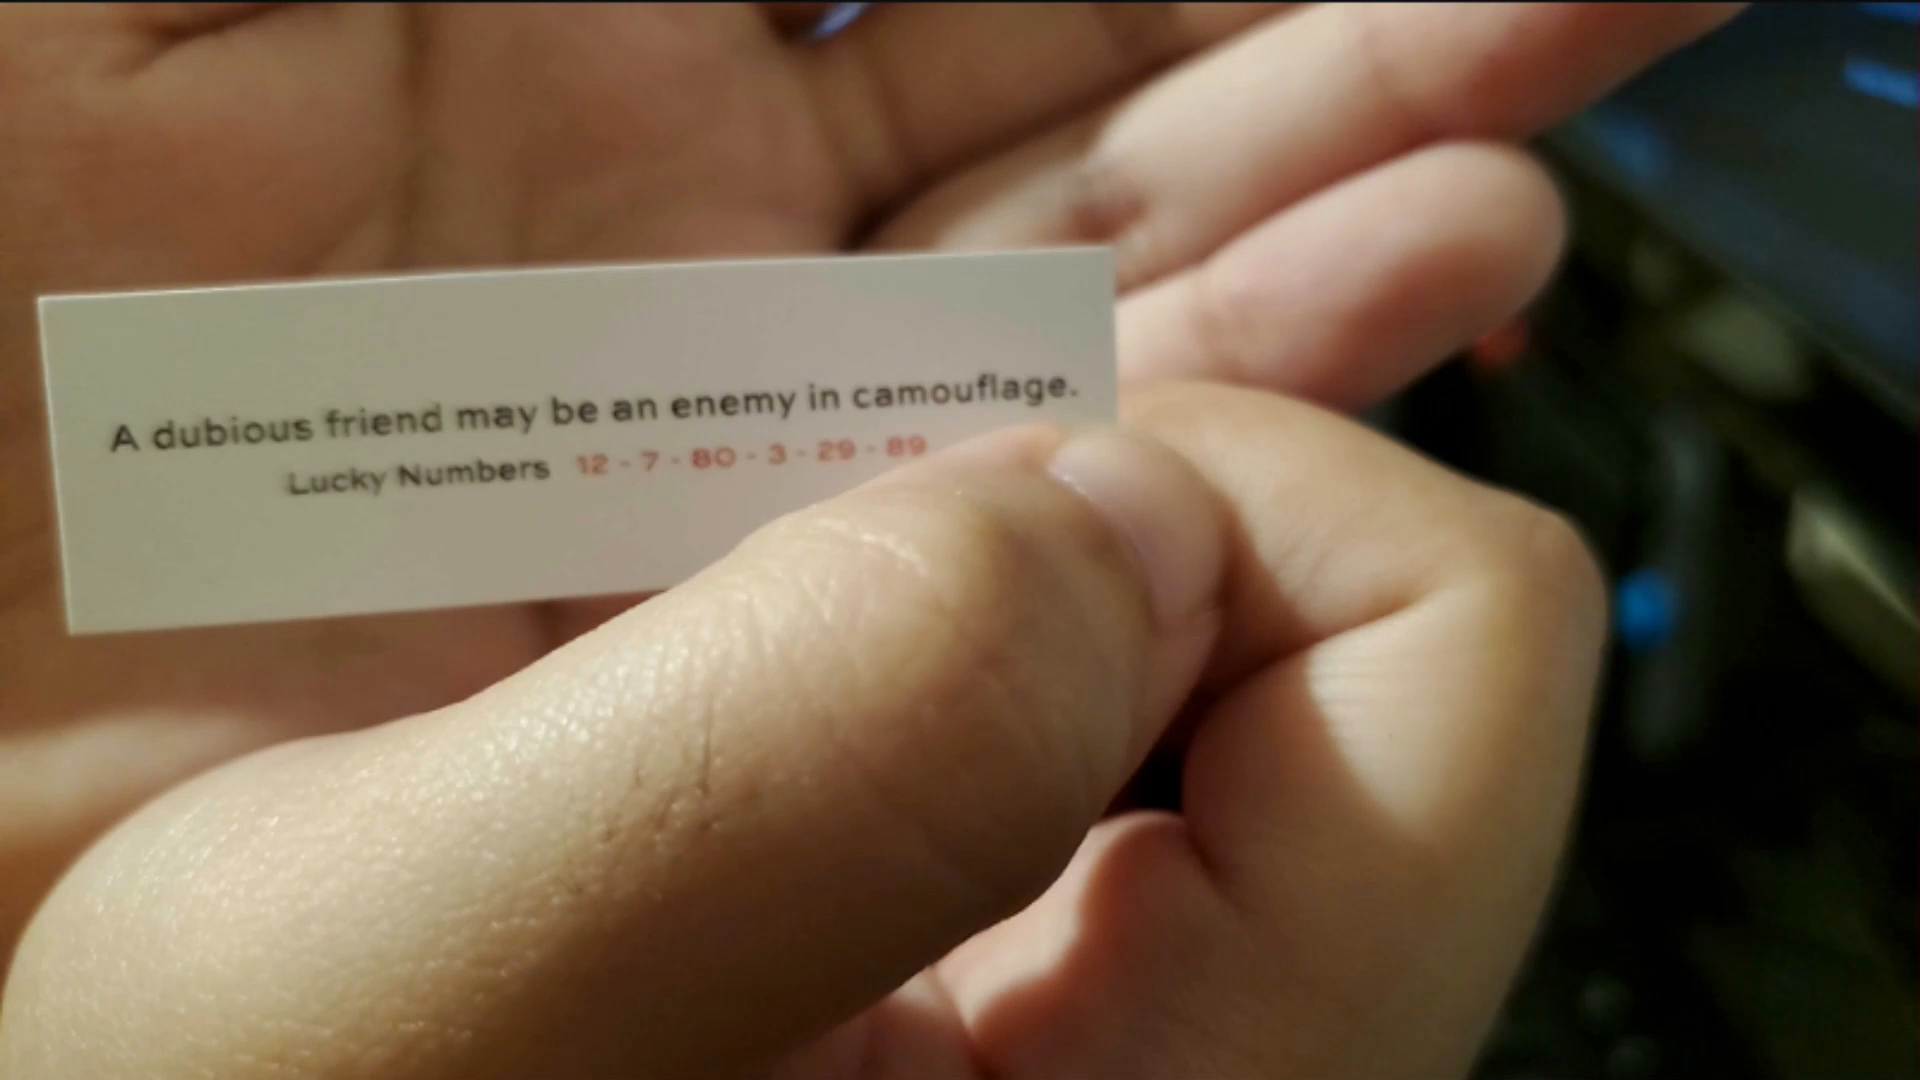 A dubious friend may be an enemy in camouflage.
Lucky Numbers 12 - 7 - 80 - 3 - 29 - 89